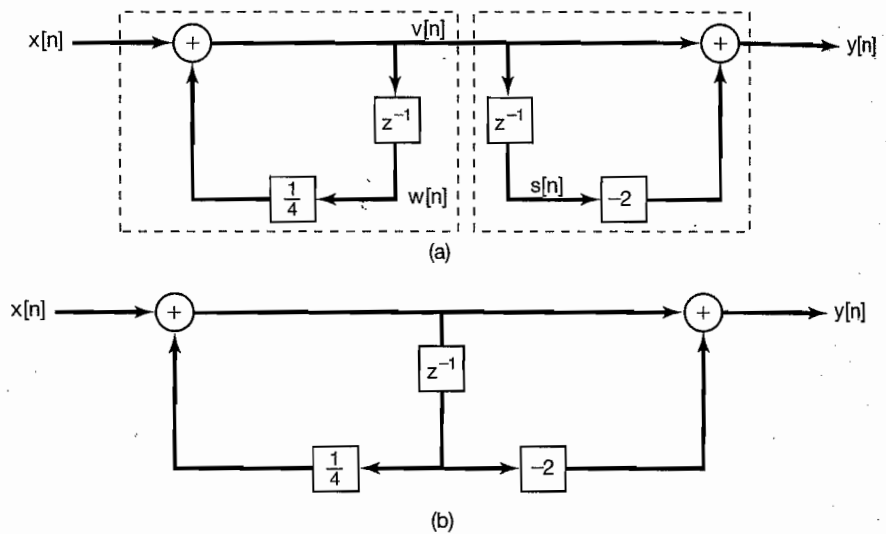 x[n] + v[n] + y[n]
z⁻¹ z⁻¹
1/4 w[n] s[n] −2
(a)
x[n] + + y[n]
z⁻¹
1/4 −2
(b)